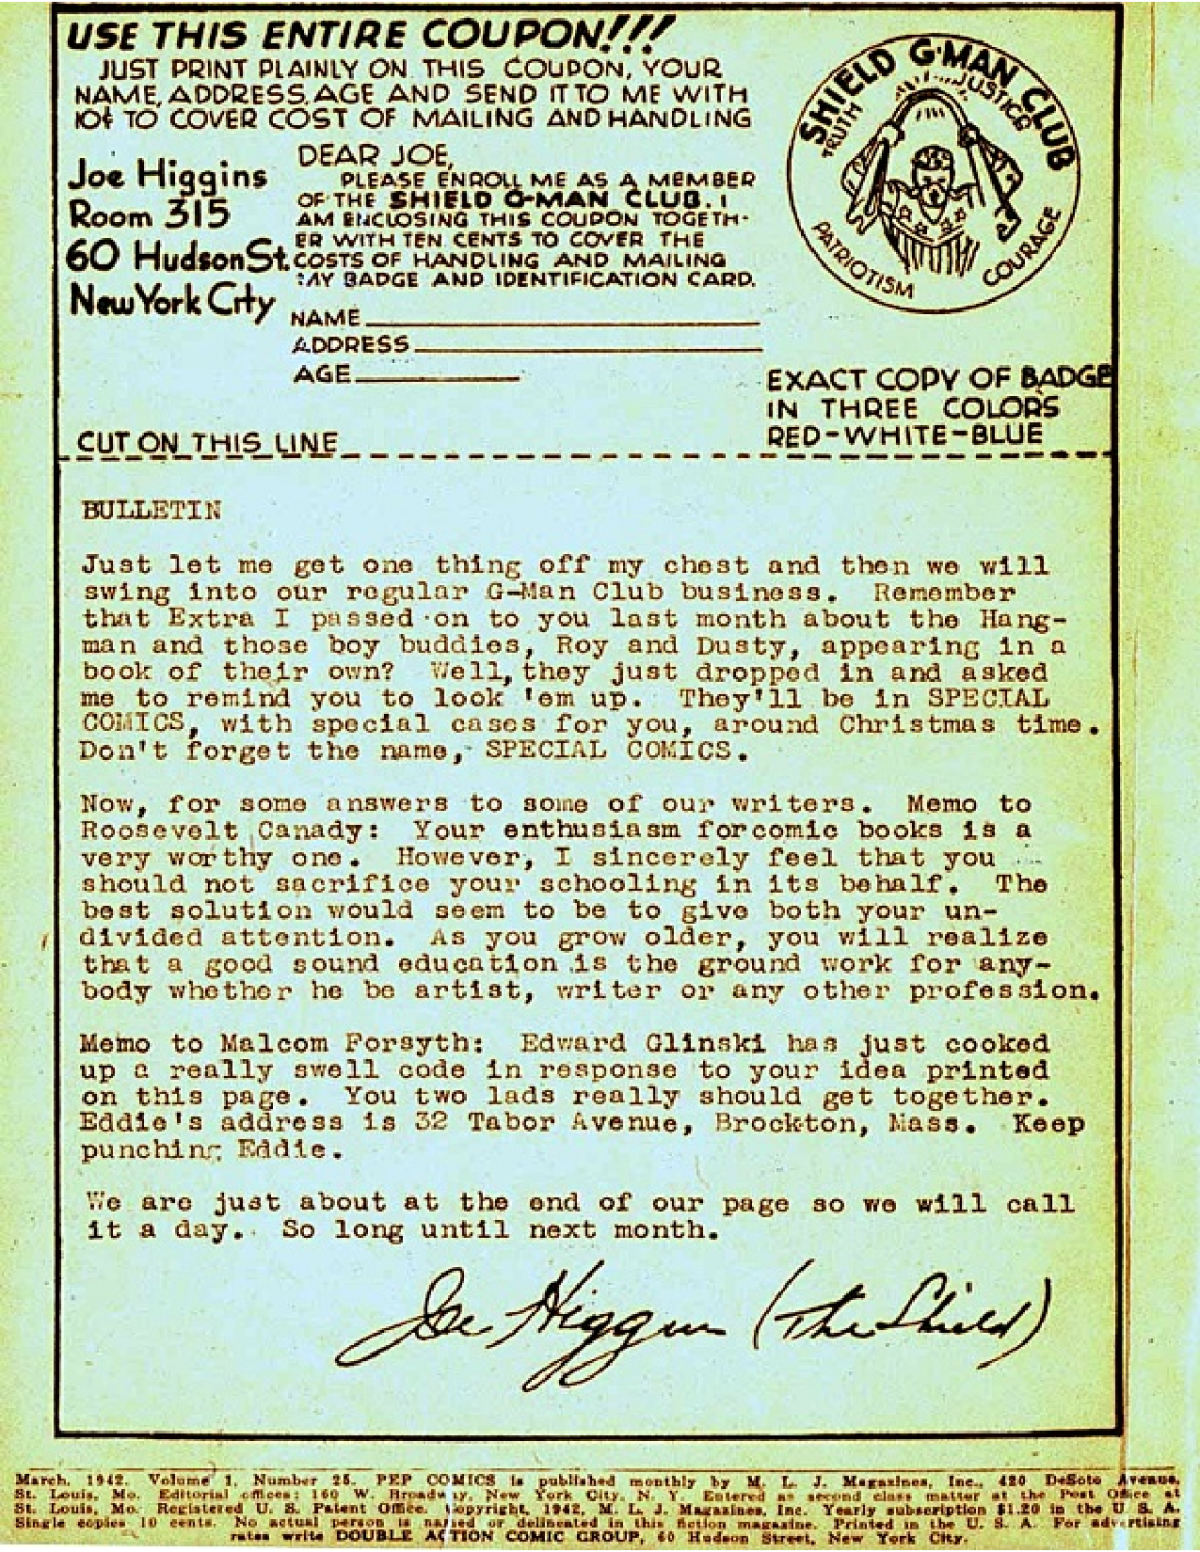 USE THIS ENTIRE COUPON!!!
JUST PRINT PLAINLY ON THIS COUPON, YOUR
NAME, ADDRESS, AGE AND SEND IT TO ME WITH
10¢ TO COVER COST OF MAILING AND HANDLING
Joe Higgins
Room 315
60 Hudson St.
New York City
DEAR JOE,
PLEASE ENROLL ME AS A MEMBER
OF THE SHIELD G-MAN CLUB. I
AM ENCLOSING THIS COUPON TOGETH-
ER WITH TEN CENTS TO COVER THE
COSTS OF HANDLING AND MAILING
MY BADGE AND IDENTIFICATION CARD.
NAME
ADDRESS
AGE
SHIELD G-MAN CLUB
TRUTH
JUSTICE
PATRIOTISM
COURAGE
EXACT COPY OF BADGE
IN THREE COLORS
RED-WHITE-BLUE
CUT ON THIS LINE
BULLETIN
Just let me get one thing off my chest and then we will
swing into our regular G-Man Club business. Remember
that Extra I passed on to you last month about the Hang-
man and those boy buddies, Roy and Dusty, appearing in a
book of their own? Well, they just dropped in and asked
me to remind you to look 'em up. They'll be in SPECIAL
COMICS, with special cases for you, around Christmas time.
Don't forget the name, SPECIAL COMICS.
Now, for some answers to some of our writers. Memo to
Roosevelt Canady: Your enthusiasm forcomic books is a
very worthy one. However, I sincerely feel that you
should not sacrifice your schooling in its behalf. The
best solution would seem to be to give both your un-
divided attention. As you grow older, you will realize
that a good sound education is the ground work for any-
body whether he be artist, writer or any other profession.
Memo to Malcom Forsyth: Edward Glinski has just cooked
up a really swell code in response to your idea printed
on this page. You two lads really should get together.
Eddie's address is 32 Tabor Avenue, Brockton, Mass. Keep
punching Eddie.
We are just about at the end of our page so we will call
it a day. So long until next month.
Joe Higgins (The Shield)
March, 1942. Volume 1, Number 25. PEP COMICS is published monthly by M. L. J. Magazines, Inc., 420 DeSoto Avenue,
St. Louis, Mo. Editorial offices: 160 W. Broadway, New York City, N. Y. Entered as second class matter at the Post Office at
St. Louis, Mo. Registered U. S. Patent Office. Copyright, 1942, M. L. J. Magazines, Inc. Yearly subscription $1.20 in the U. S. A.
Single copies 10 cents. No actual person is named or delineated in this fiction magazine. Printed in the U. S. A. For advertising
rates write DOUBLE ACTION COMIC GROUP, 60 Hudson Street, New York City.